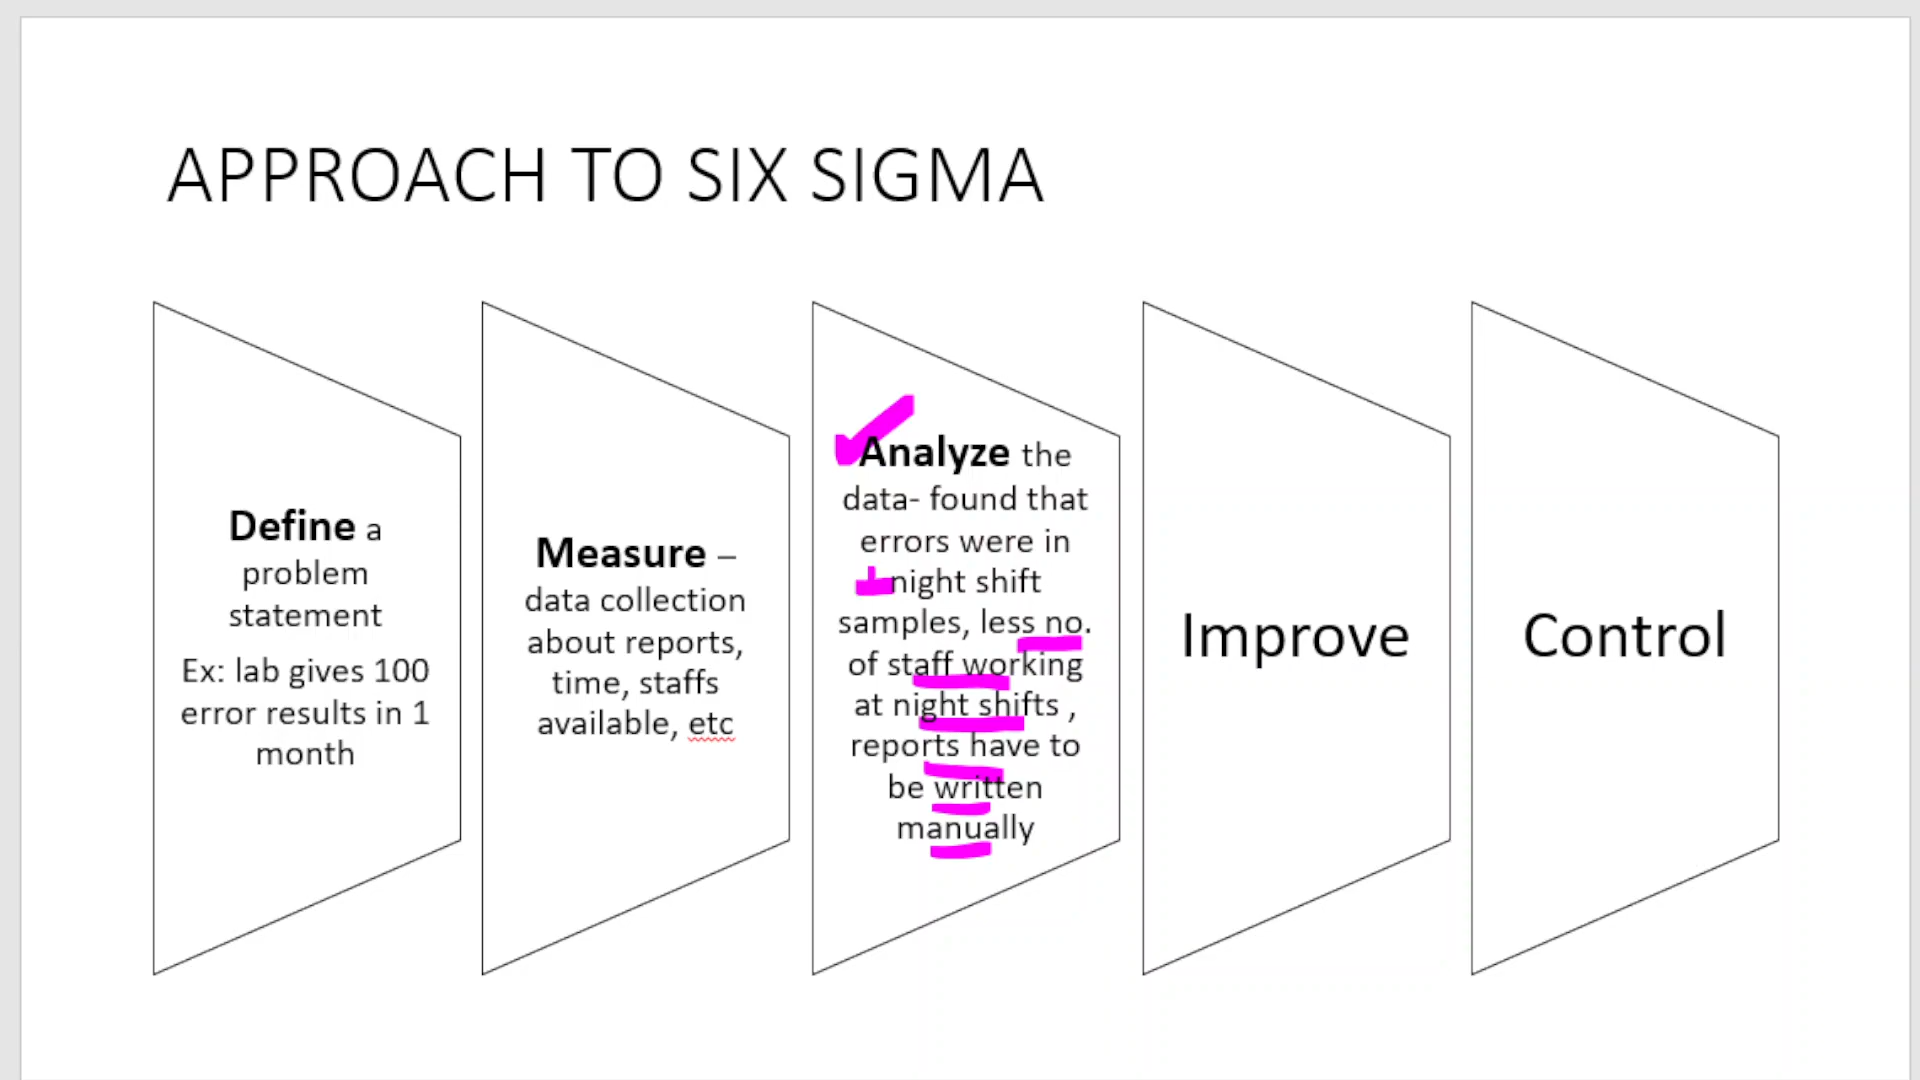 APPROACH TO SIX SIGMA
Define a
problem
statement
Ex: lab gives 100
error results in 1
month
Measure –
data collection
about reports,
time, staffs
available, etc
Analyze the
data- found that
errors were in
night shift
samples, less no.
of staff working
at night shifts ,
reports have to
be written
manually
Improve
Control